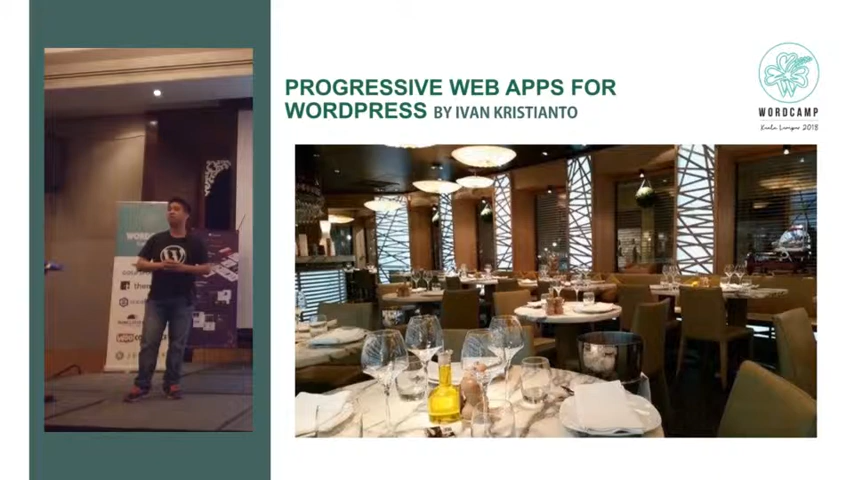 PROGRESSIVE WEB APPS FOR
WORDPRESS BY IVAN KRISTIANTO
WORDCAMP
Kuala Lumpur 2018